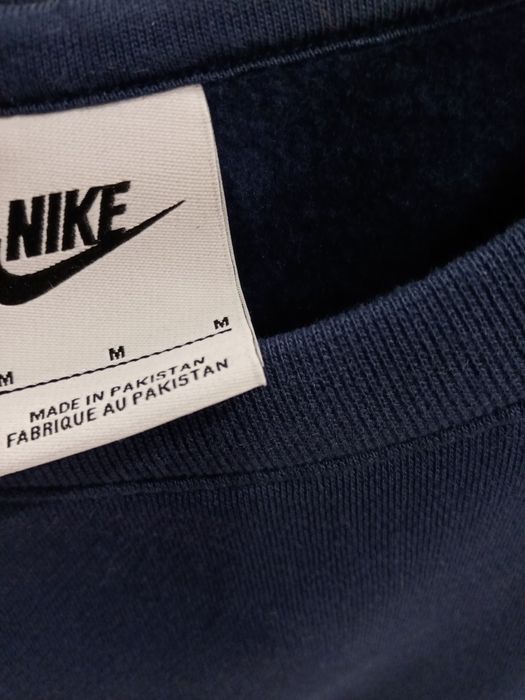 NIKE
M M M
MADE IN PAKISTAN
FABRIQUE AU PAKISTAN